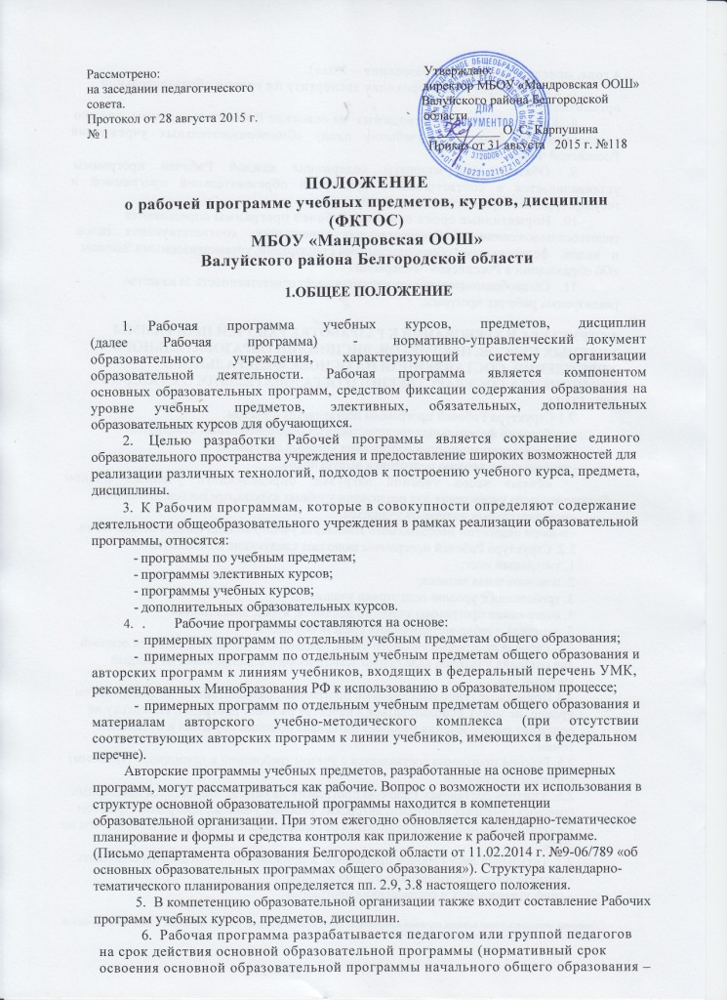 Рассмотрено:
на заседании педагогического
совета.
Протокол от 28 августа 2015 г.
№ 1
Утверждаю:
директор МБОУ «Мандровская ООШ»
Валуйского района Белгородской
области
О. С. Карпушина
Приказ от 31 августа 2015 г. №118
ДЛЯ
ДОКУМЕНТОВ
ОГРН 1023102157210
ПОЛОЖЕНИЕ
о рабочей программе учебных предметов, курсов, дисциплин
(ФКГОС)
МБОУ «Мандровская ООШ»
Валуйского района Белгородской области
1.ОБЩЕЕ ПОЛОЖЕНИЕ
1. Рабочая программа учебных курсов, предметов, дисциплин
(далее Рабочая программа) - нормативно-управленческий документ
образовательного учреждения, характеризующий систему организации
образовательной деятельности. Рабочая программа является компонентом
основных образовательных программ, средством фиксации содержания образования на
уровне учебных предметов, элективных, обязательных, дополнительных
образовательных курсов для обучающихся.
2. Целью разработки Рабочей программы является сохранение единого
образовательного пространства учреждения и предоставление широких возможностей для
реализации различных технологий, подходов к построению учебного курса, предмета,
дисциплины.
3. К Рабочим программам, которые в совокупности определяют содержание
деятельности общеобразовательного учреждения в рамках реализации образовательной
программы, относятся:
- программы по учебным предметам;
- программы элективных курсов;
- программы учебных курсов;
- дополнительных образовательных курсов.
4. . Рабочие программы составляются на основе:
- примерных программ по отдельным учебным предметам общего образования;
- примерных программ по отдельным учебным предметам общего образования и
авторских программ к линиям учебников, входящих в федеральный перечень УМК,
рекомендованных Минобразования РФ к использованию в образовательном процессе;
- примерных программ по отдельным учебным предметам общего образования и
материалам авторского учебно-методического комплекса (при отсутствии
соответствующих авторских программ к линии учебников, имеющихся в федеральном
перечне).
Авторские программы учебных предметов, разработанные на основе примерных
программ, могут рассматриваться как рабочие. Вопрос о возможности их использования в
структуре основной образовательной программы находится в компетенции
образовательной организации. При этом ежегодно обновляется календарно-тематическое
планирование и формы и средства контроля как приложение к рабочей программе.
(Письмо департамента образования Белгородской области от 11.02.2014 г. №9-06/789 «об
основных образовательных программах общего образования»). Структура календарно-
тематического планирования определяется пп. 2.9, 3.8 настоящего положения.
5. В компетенцию образовательной организации также входит составление Рабочих
программ учебных курсов, предметов, дисциплин.
6. Рабочая программа разрабатывается педагогом или группой педагогов
на срок действия основной образовательной программы (нормативный срок
освоения основной образовательной программы начального общего образования –